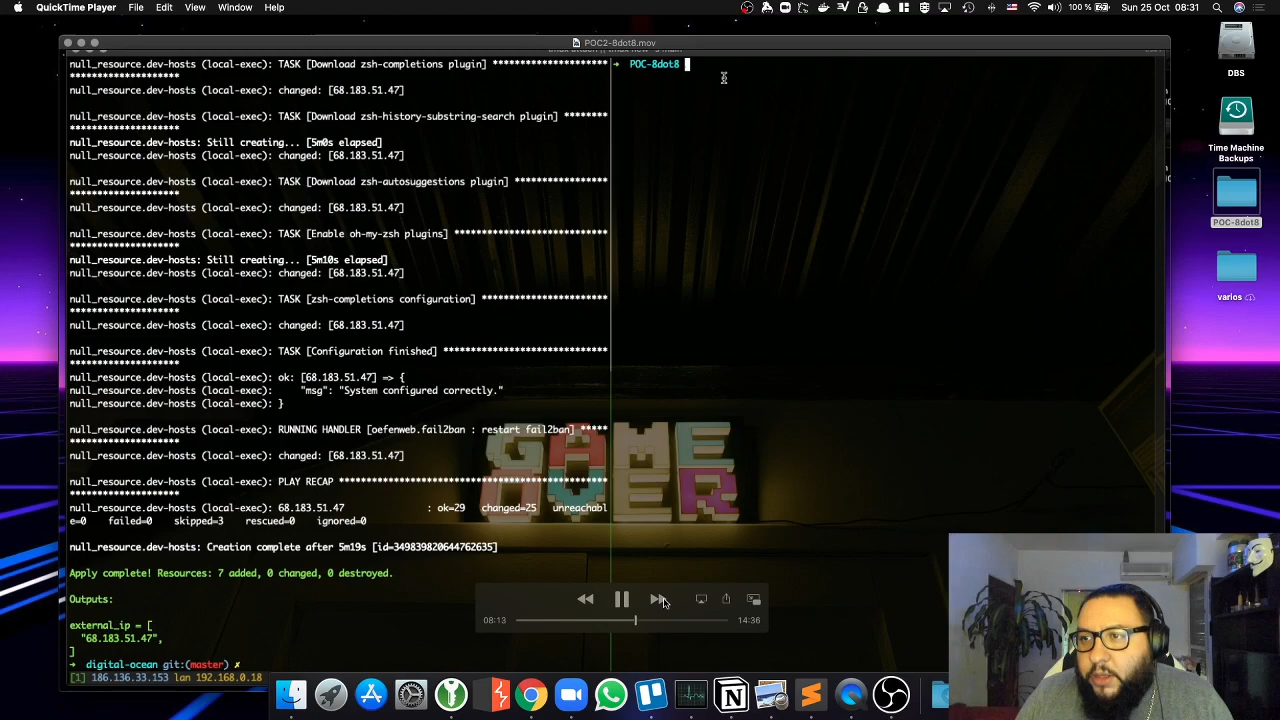 QuickTime Player File Edit View Window Help
100 % Sun 25 Oct 08:31
POC2-8dot8.mov
null_resource.dev-hosts (local-exec): TASK [Download zsh-completions plugin] *********************
********************
null_resource.dev-hosts (local-exec): changed: [68.183.51.47]
null_resource.dev-hosts (local-exec): TASK [Download zsh-history-substring-search plugin] ********
********************
null_resource.dev-hosts: Still creating... [5m0s elapsed]
null_resource.dev-hosts (local-exec): changed: [68.183.51.47]
null_resource.dev-hosts (local-exec): TASK [Download zsh-autosuggestions plugin] *****************
********************
null_resource.dev-hosts (local-exec): changed: [68.183.51.47]
null_resource.dev-hosts (local-exec): TASK [Enable oh-my-zsh plugins] ****************************
********************
null_resource.dev-hosts: Still creating... [5m10s elapsed]
null_resource.dev-hosts (local-exec): changed: [68.183.51.47]
null_resource.dev-hosts (local-exec): TASK [zsh-completions configuration] ***********************
********************
null_resource.dev-hosts (local-exec): changed: [68.183.51.47]
null_resource.dev-hosts (local-exec): TASK [Configuration finished] ******************************
********************
null_resource.dev-hosts (local-exec): ok: [68.183.51.47] => {
null_resource.dev-hosts (local-exec): "msg": "System configured correctly."
null_resource.dev-hosts (local-exec): }
null_resource.dev-hosts (local-exec): RUNNING HANDLER [oefenweb.fail2ban : restart fail2ban] *****
********************
null_resource.dev-hosts (local-exec): changed: [68.183.51.47]
null_resource.dev-hosts (local-exec): PLAY RECAP *************************************************
********************
null_resource.dev-hosts (local-exec): 68.183.51.47 : ok=29 changed=25 unreachabl
e=0 failed=0 skipped=3 rescued=0 ignored=0
null_resource.dev-hosts: Creation complete after 5m19s [id=349839820644762635]
Apply complete! Resources: 7 added, 0 changed, 0 destroyed.
Outputs:
external_ip = [
"68.183.51.47",
]
➜ digital-ocean git:(master) ✗
[1] 186.136.33.153 lan 192.168.0.18
➜ POC-8dot8
GAME
OVER
08:13 14:36
DBS
Time Machine
Backups
POC-8dot8
varios